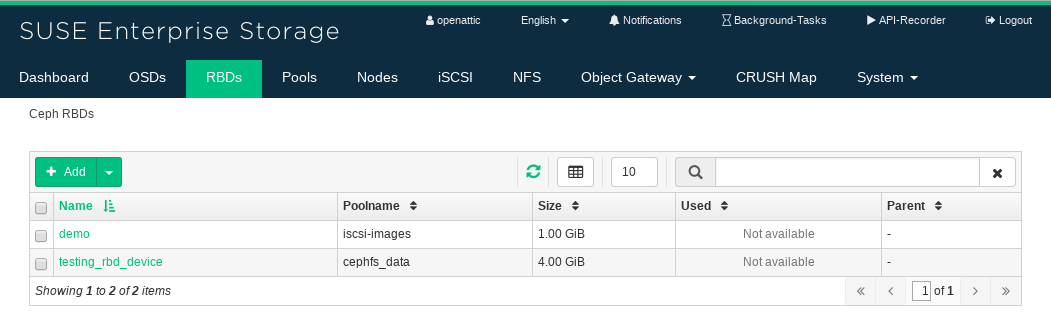 SUSE Enterprise Storage
openattic English Notifications Background-Tasks API-Recorder Logout
Dashboard OSDs RBDs Pools Nodes iSCSI NFS Object Gateway CRUSH Map System
Ceph RBDs
Add 10
Name Poolname Size Used Parent
demo iscsi-images 1.00 GiB Not available -
testing_rbd_device cephfs_data 4.00 GiB Not available -
Showing 1 to 2 of 2 items 1 of 1